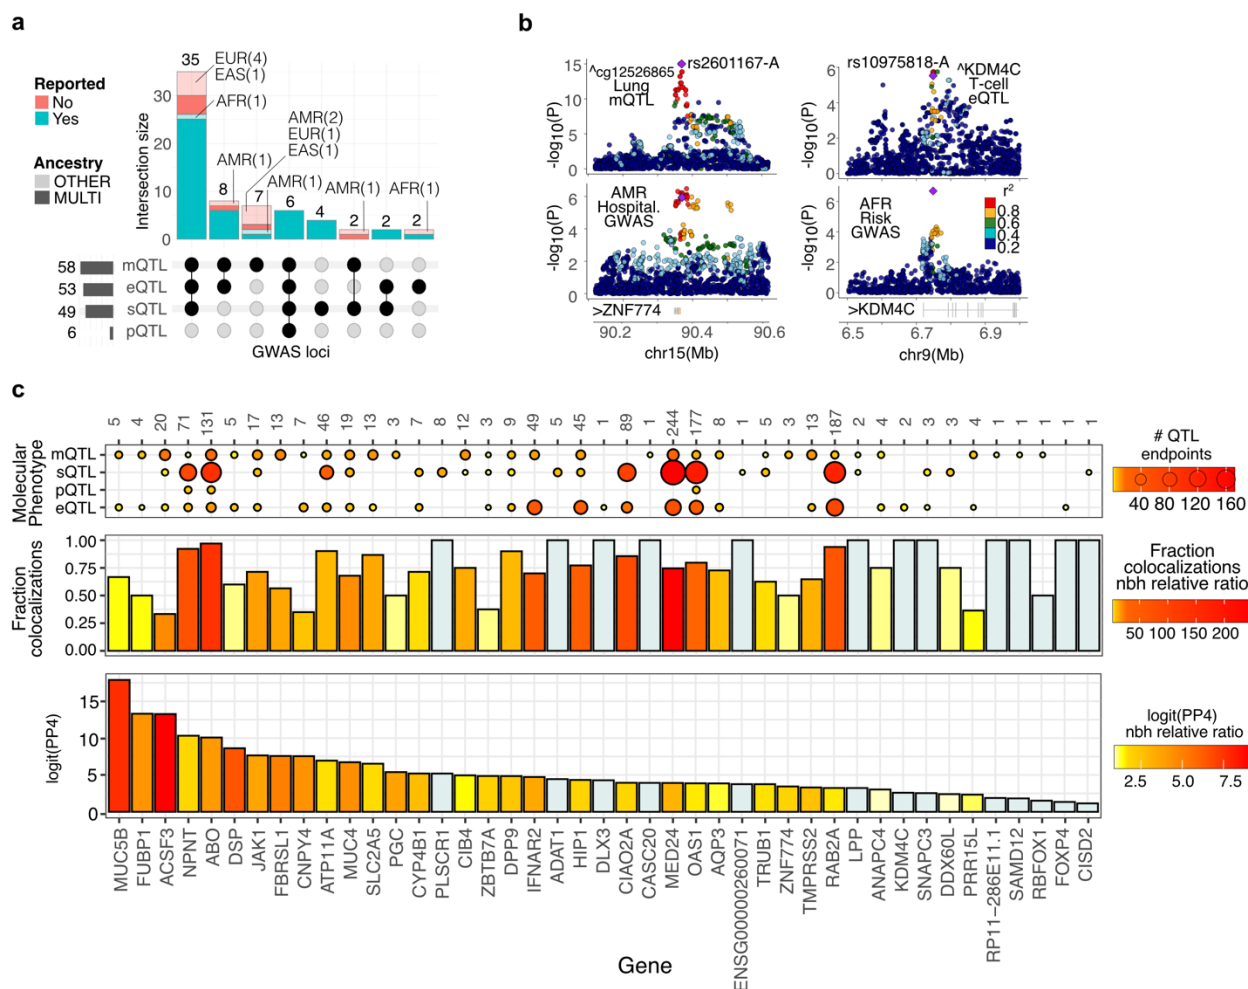 a
Reported
No
Yes
Ancestry
OTHER
MULTI
Intersection size
30
20
10
0
35
EUR(4)
EAS(1)
AFR(1)
8
AMR(1)
7
AMR(2)
EUR(1)
EAS(1)
AMR(1)
6
4
2
AMR(1)
2
2
AFR(1)
58 mQTL
53 eQTL
49 sQTL
6 pQTL
GWAS loci
b
-log10(P)
15
10
5
0
^cg12526865
Lung
mQTL
rs2601167-A
-log10(P)
6
4
2
0
AMR
Hospital.
GWAS
>ZNF774
90.2 90.4 90.6
chr15(Mb)
-log10(P)
6
4
2
0
rs10975818-A
^KDM4C
T-cell
eQTL
-log10(P)
6
4
2
0
AFR
Risk
GWAS
r2
0.8
0.6
0.4
0.2
>KDM4C
6.5 6.7 6.9
chr9(Mb)
c
5 4 20 71 131 5 17 13 7 46 19 13 3 7 8 12 3 9 49 5 45 1 89 1 244 177 8 1 5 3 13 187 2 4 2 3 3 4 1 1 1 1 1
Molecular
Phenotype
mQTL
sQTL
pQTL
eQTL
# QTL
endpoints
40 80 120 160
Fraction
colocalizations
1.00
0.75
0.50
0.25
0.00
Fraction
colocalizations
nbh relative ratio
50 100 150 200
logit(PP4)
15
10
5
0
logit(PP4)
nbh relative ratio
2.5 5.0 7.5
MUC5B
FUBP1
ACSF3
NPNT
ABO
DSP
JAK1
FBRSL1
CNPY4
ATP11A
MUC4
SLC2A5
PGC
CYP4B1
PLSCR1
CIB4
ZBTB7A
DPP9
IFNAR2
ADAT1
HIP1
DLX3
CIAO2A
CASC20
MED24
OAS1
AQP3
ENSG00000260071
TRUB1
ZNF774
TMPRSS2
RAB2A
LPP
ANAPC4
KDM4C
SNAPC3
DDX60L
PRR15L
RP11-286E11.1
SAMD12
RBFOX1
FOXP4
CISD2
Gene